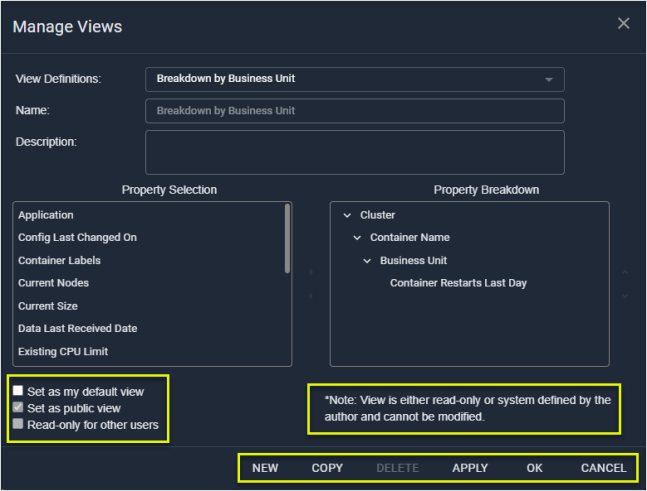 Manage Views
View Definitions:
Breakdown by Business Unit
Name:
Breakdown by Business Unit
Description:
Property Selection
Application
Config Last Changed On
Container Labels
Current Nodes
Current Size
Data Last Received Date
Existing CPU Limit
Property Breakdown
Cluster
Container Name
Business Unit
Container Restarts Last Day
Set as my default view
Set as public view
Read-only for other users
*Note: View is either read-only or system defined by the
author and cannot be modified.
NEW COPY DELETE APPLY OK CANCEL